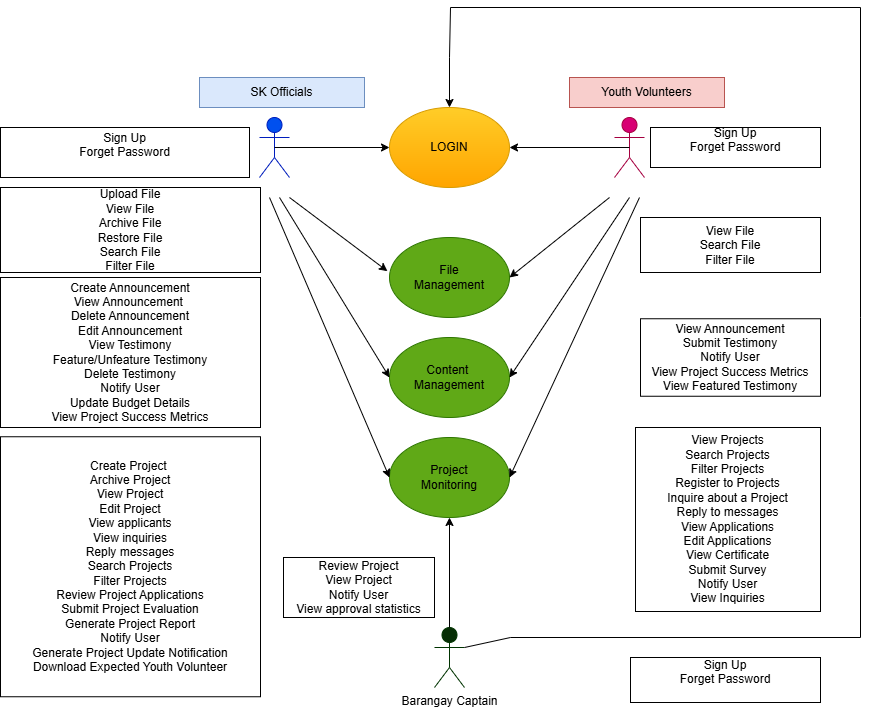 SK Officials
Youth Volunteers
Sign Up
Forget Password
LOGIN
Sign Up
Forget Password
Upload File
View File
Archive File
Restore File
Search File
Filter File
View File
Search File
Filter File
File
Management
Create Announcement
View Announcement
Delete Announcement
Edit Announcement
View Testimony
Feature/Unfeature Testimony
Delete Testimony
Notify User
Update Budget Details
View Project Success Metrics
Content
Management
View Announcement
Submit Testimony
Notify User
View Project Success Metrics
View Featured Testimony
Create Project
Archive Project
View Project
Edit Project
View applicants
View inquiries
Reply messages
Search Projects
Filter Projects
Review Project Applications
Submit Project Evaluation
Generate Project Report
Notify User
Generate Project Update Notification
Download Expected Youth Volunteer
Project
Monitoring
View Projects
Search Projects
Filter Projects
Register to Projects
Inquire about a Project
Reply to messages
View Applications
Edit Applications
View Certificate
Submit Survey
Notify User
View Inquiries
Review Project
View Project
Notify User
View approval statistics
Barangay Captain
Sign Up
Forget Password